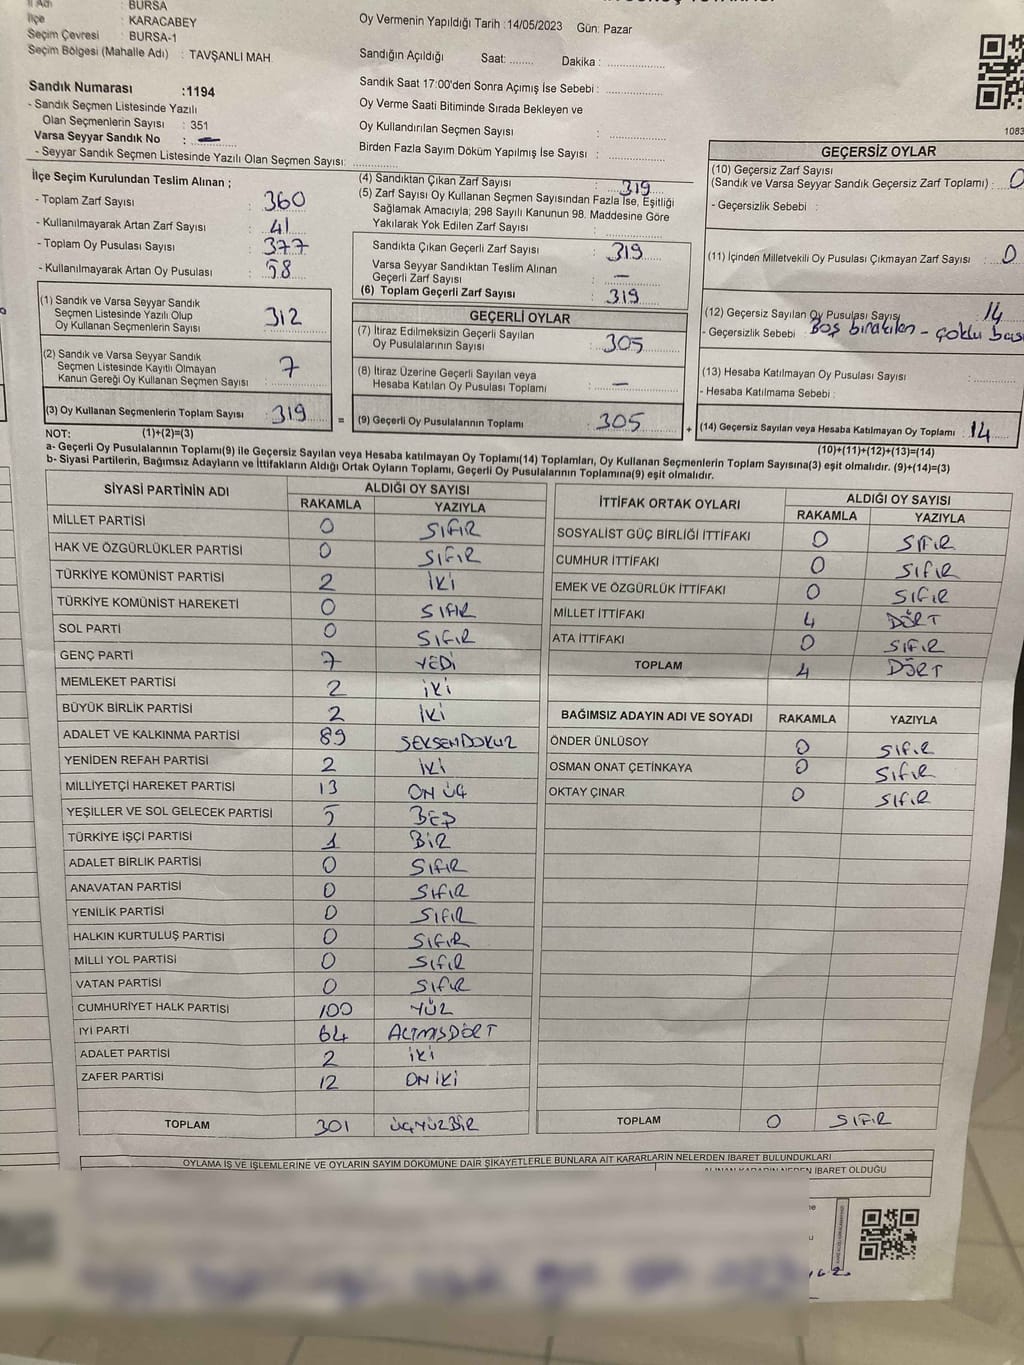 BURSA
İlçe : KARACABEY
Seçim Çevresi : BURSA-1
Seçim Bölgesi (Mahalle Adı) : TAVŞANLI MAH
Sandık Numarası :1194
- Sandık Seçmen Listesinde Yazılı
Olan Seçmenlerin Sayısı : 351
Varsa Seyyar Sandık No : —
- Seyyar Sandık Seçmen Listesinde Yazılı Olan Seçmen Sayısı:
Oy Vermenin Yapıldığı Tarih :14/05/2023 Gün: Pazar
Sandığın Açıldığı Saat: ........ Dakika : ..................
Sandık Saat 17:00'den Sonra Açımış İse Sebebi : ..................
Oy Verme Saati Bitiminde Sırada Bekleyen ve
Oy Kullandırılan Seçmen Sayısı : ..................
Birden Fazla Sayım Döküm Yapılmış İse Sayısı : ..................
1083
İlçe Seçim Kurulundan Teslim Alınan ;
- Toplam Zarf Sayısı : 360
- Kullanılmayarak Artan Zarf Sayısı : 41
- Toplam Oy Pusulası Sayısı : 377
- Kullanılmayarak Artan Oy Pusulası : 58
(1) Sandık ve Varsa Seyyar Sandık
Seçmen Listesinde Yazılı Olup
Oy Kullanan Seçmenlerin Sayısı : 312
(2) Sandık ve Varsa Seyyar Sandık
Seçmen Listesinde Kayıtlı Olmayan
Kanun Gereği Oy Kullanan Seçmen Sayısı : 7
(3) Oy Kullanan Seçmenlerin Toplam Sayısı : 319 =
(4) Sandıktan Çıkan Zarf Sayısı : 319
(5) Zarf Sayısı Oy Kullanan Seçmen Sayısından Fazla İse, Eşitliği
Sağlamak Amacıyla; 298 Sayılı Kanunun 98. Maddesine Göre
Yakılarak Yok Edilen Zarf Sayısı : ..................
Sandıkta Çıkan Geçerli Zarf Sayısı : 319
Varsa Seyyar Sandıktan Teslim Alınan
Geçerli Zarf Sayısı : —
(6) Toplam Geçerli Zarf Sayısı : 319
GEÇERLİ OYLAR
(7) İtiraz Edilmeksizin Geçerli Sayılan
Oy Pusulalarının Sayısı : 305
(8) İtiraz Üzerine Geçerli Sayılan veya
Hesaba Katılan Oy Pusulası Toplamı : —
(9) Geçerli Oy Pusulalarının Toplamı : 305 +
GEÇERSİZ OYLAR
(10) Geçersiz Zarf Sayısı
(Sandık ve Varsa Seyyar Sandık Geçersiz Zarf Toplamı) : 0
- Geçersizlik Sebebi :
(11) İçinden Milletvekili Oy Pusulası Çıkmayan Zarf Sayısı : 0
(12) Geçersiz Sayılan Oy Pusulası Sayısı 14
- Geçersizlik Sebebi : Boş bırakılan - çoklu bası
(13) Hesaba Katılmayan Oy Pusulası Sayısı : ..................
- Hesaba Katılmama Sebebi :
(14) Geçersiz Sayılan veya Hesaba Katılmayan Oy Toplamı : 14
NOT: (1)+(2)=(3) (10)+(11)+(12)+(13)=(14)
a- Geçerli Oy Pusulalarının Toplamı(9) ile Geçersiz Sayılan veya Hesaba katılmayan Oy Toplamı(14) Toplamları, Oy Kullanan Seçmenlerin Toplam Sayısına(3) eşit olmalıdır. (9)+(14)=(3)
b- Siyasi Partilerin, Bağımsız Adayların ve İttifakların Aldığı Ortak Oyların Toplamı, Geçerli Oy Pusulalarının Toplamına(9) eşit olmalıdır.
SİYASİ PARTİNİN ADI ALDIĞI OY SAYISI
RAKAMLA YAZIYLA
MİLLET PARTİSİ 0 SIFIR
HAK VE ÖZGÜRLÜKLER PARTİSİ 0 SIFIR
TÜRKİYE KOMÜNİST PARTİSİ 2 İKİ
TÜRKİYE KOMÜNİST HAREKETİ 0 SIFIR
SOL PARTİ 0 SIFIR
GENÇ PARTİ 7 YEDİ
MEMLEKET PARTİSİ 2 İKİ
BÜYÜK BİRLİK PARTİSİ 2 İKİ
ADALET VE KALKINMA PARTİSİ 89 SEKSENDOKUZ
YENİDEN REFAH PARTİSİ 2 İKİ
MİLLİYETÇİ HAREKET PARTİSİ 13 ON ÜÇ
YEŞİLLER VE SOL GELECEK PARTİSİ 5 BEŞ
TÜRKİYE İŞÇİ PARTİSİ 1 BİR
ADALET BİRLİK PARTİSİ 0 SIFIR
ANAVATAN PARTİSİ 0 SIFIR
YENİLİK PARTİSİ 0 SIFIR
HALKIN KURTULUŞ PARTİSİ 0 SIFIR
MİLLİ YOL PARTİSİ 0 SIFIR
VATAN PARTİSİ 0 SIFIR
CUMHURİYET HALK PARTİSİ 100 YÜZ
İYİ PARTİ 64 ALTMIŞDÖRT
ADALET PARTİSİ 2 İKİ
ZAFER PARTİSİ 12 ON İKİ
TOPLAM 301 ÜÇYÜZBİR
İTTİFAK ORTAK OYLARI ALDIĞI OY SAYISI
RAKAMLA YAZIYLA
SOSYALİST GÜÇ BİRLİĞİ İTTİFAKI 0 SIFIR
CUMHUR İTTİFAKI 0 SIFIR
EMEK VE ÖZGÜRLÜK İTTİFAKI 0 SIFIR
MİLLET İTTİFAKI 4 DÖRT
ATA İTTİFAKI 0 SIFIR
TOPLAM 4 DÖRT
BAĞIMSIZ ADAYIN ADI VE SOYADI RAKAMLA YAZIYLA
ÖNDER ÜNLÜSOY 0 SIFIR
OSMAN ONAT ÇETİNKAYA 0 SIFIR
OKTAY ÇINAR 0 SIFIR
TOPLAM 0 SIFIR
OYLAMA İŞ VE İŞLEMLERİNE VE OYLARIN SAYIM DÖKÜMÜNE DAİR ŞİKAYETLERLE BUNLARA AİT KARARLARIN NELERDEN İBARET BULUNDUKLARI
ALINAN KARARIN NEDEN İBARET OLDUĞU